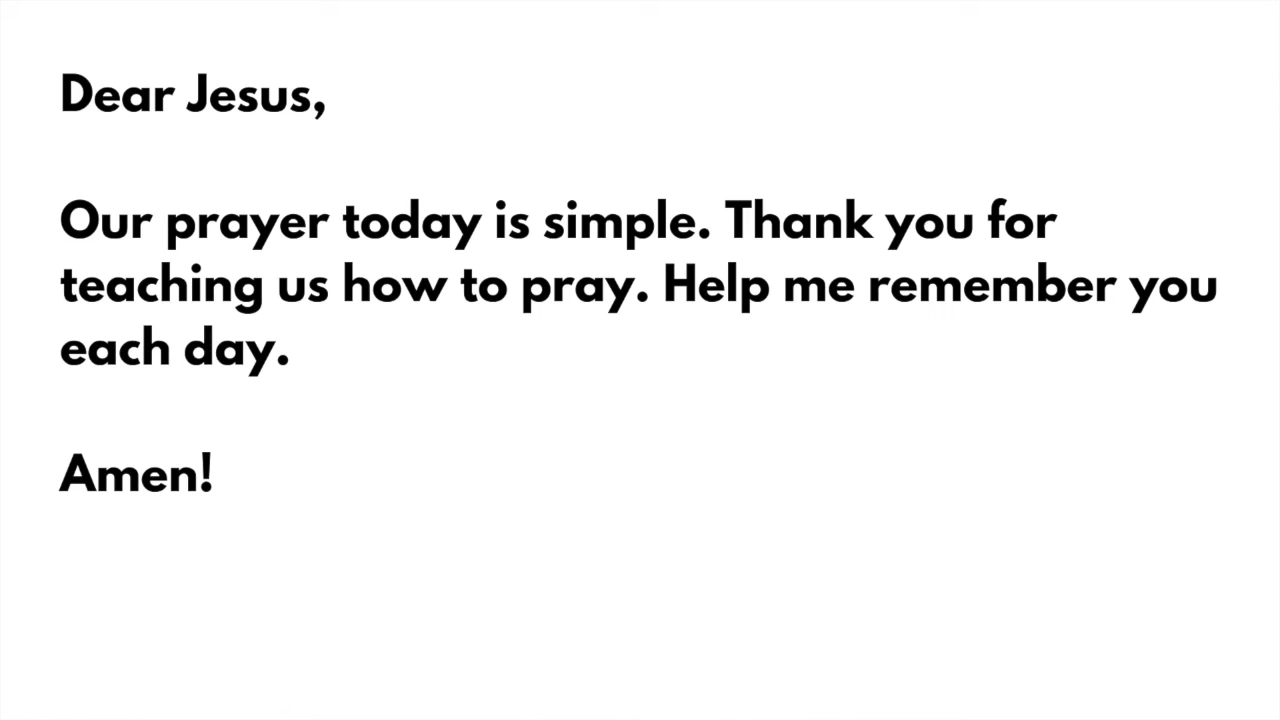 Dear Jesus,
Our prayer today is simple. Thank you for
teaching us how to pray. Help me remember you
each day.
Amen!